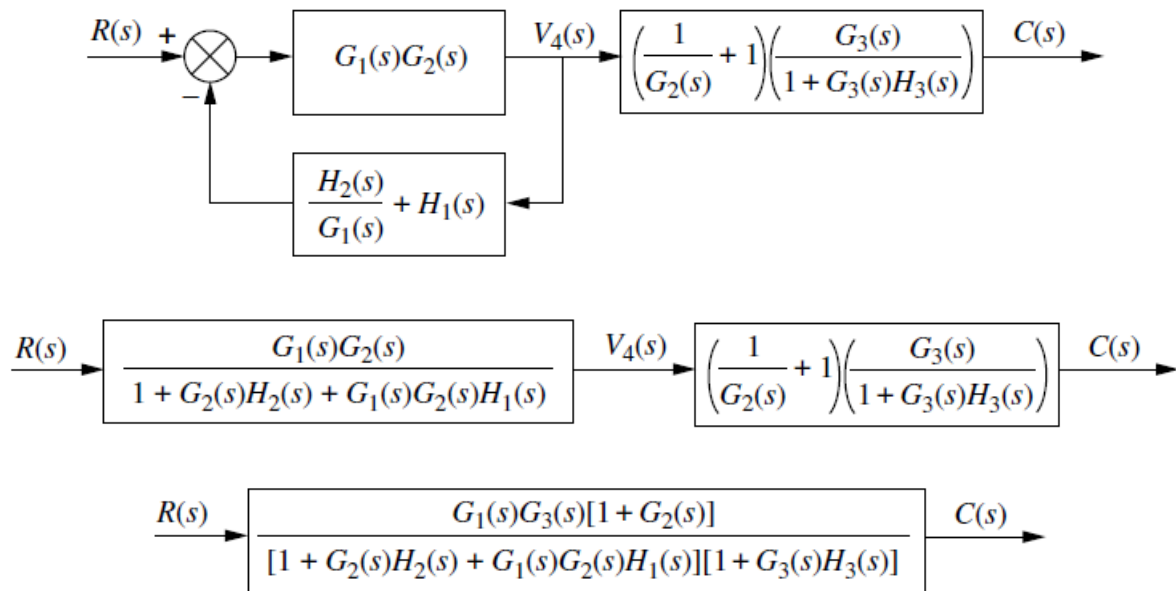 R(s) + G₁(s)G₂(s) V₄(s) (1/G₂(s) + 1)(G₃(s)/(1 + G₃(s)H₃(s))) C(s)
−
H₂(s)/G₁(s) + H₁(s)
R(s) G₁(s)G₂(s)/(1 + G₂(s)H₂(s) + G₁(s)G₂(s)H₁(s)) V₄(s) (1/G₂(s) + 1)(G₃(s)/(1 + G₃(s)H₃(s))) C(s)
R(s) G₁(s)G₃(s)[1 + G₂(s)]/([1 + G₂(s)H₂(s) + G₁(s)G₂(s)H₁(s)][1 + G₃(s)H₃(s)]) C(s)